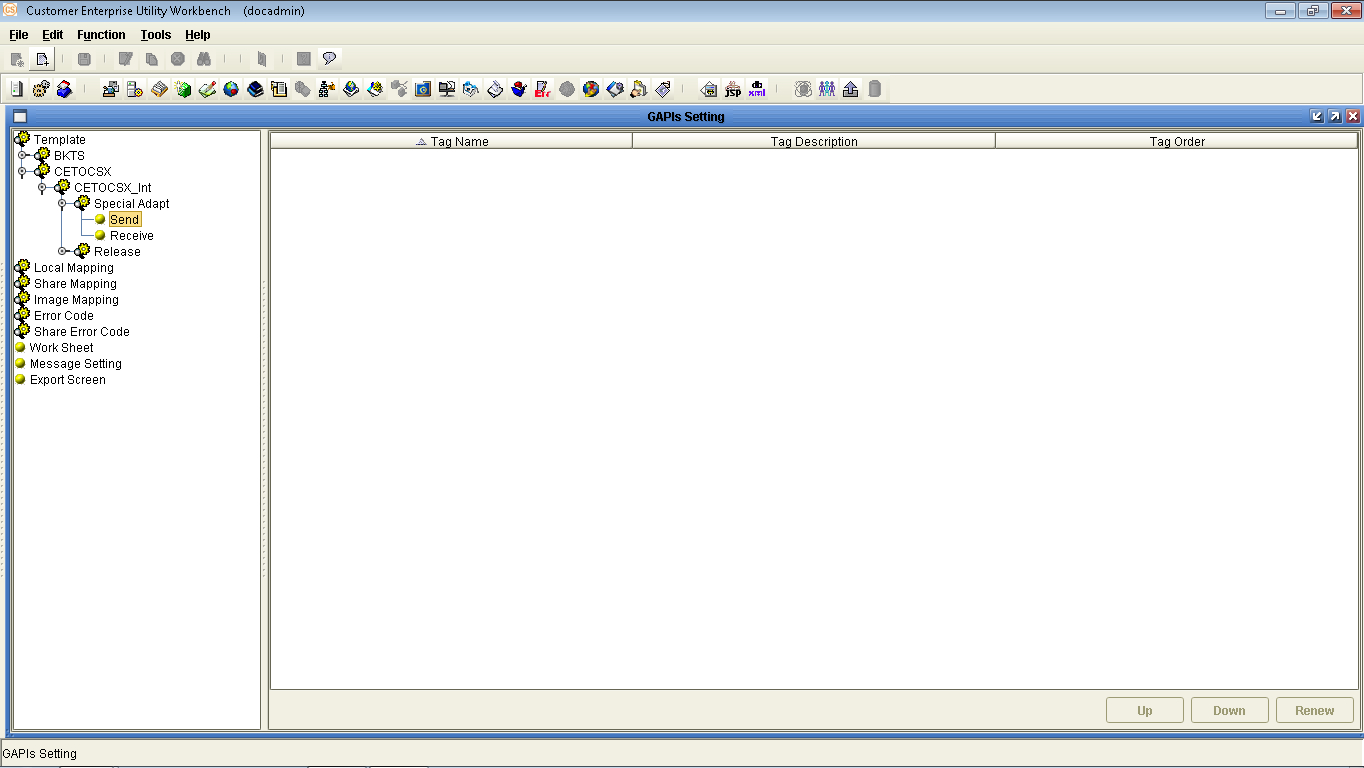 Customer Enterprise Utility Workbench (docadmin)
File Edit Function Tools Help
jsp xml
GAPIs Setting
Template
BKTS
CETOCSX
CETOCSX_Int
Special Adapt
Send
Receive
Release
Local Mapping
Share Mapping
Image Mapping
Error Code
Share Error Code
Work Sheet
Message Setting
Export Screen
Tag Name Tag Description Tag Order
Up Down Renew
GAPIs Setting